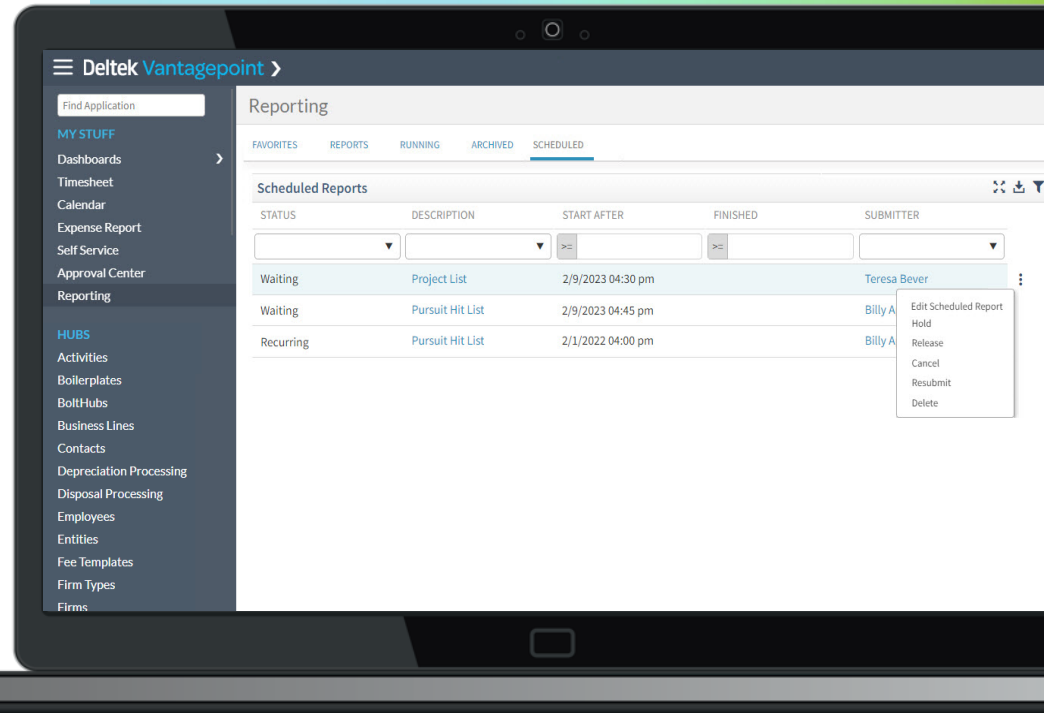 Deltek Vantagepoint
Find Application
MY STUFF
Dashboards
Timesheet
Calendar
Expense Report
Self Service
Approval Center
Reporting
HUBS
Activities
Boilerplates
BoltHubs
Business Lines
Contacts
Depreciation Processing
Disposal Processing
Employees
Entities
Fee Templates
Firm Types
Firms
Reporting
FAVORITES REPORTS RUNNING ARCHIVED SCHEDULED
Scheduled Reports
STATUS DESCRIPTION START AFTER FINISHED SUBMITTER
>= >=
Waiting Project List 2/9/2023 04:30 pm Teresa Bever
Waiting Pursuit Hit List 2/9/2023 04:45 pm Billy A
Recurring Pursuit Hit List 2/1/2022 04:00 pm Billy A
Edit Scheduled Report
Hold
Release
Cancel
Resubmit
Delete